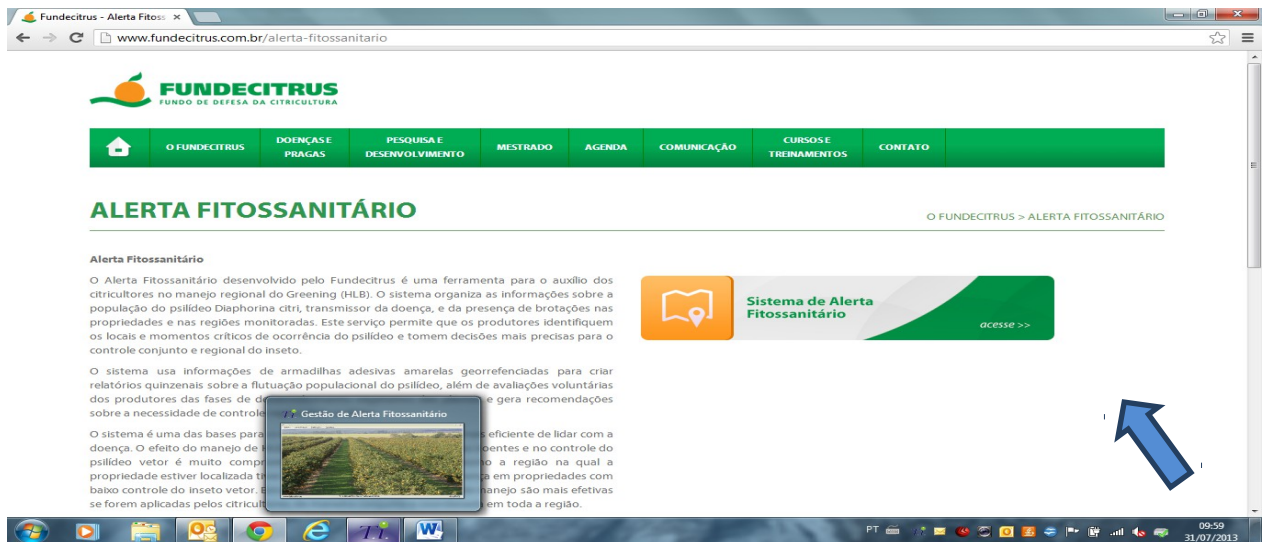 Fundecitrus - Alerta Fitoss
www.fundecitrus.com.br/alerta-fitossanitario
FUNDECITRUS
FUNDO DE DEFESA DA CITRICULTURA
O FUNDECITRUS
DOENÇAS E
PRAGAS
PESQUISA E
DESENVOLVIMENTO
MESTRADO
AGENDA
COMUNICAÇÃO
CURSOS E
TREINAMENTOS
CONTATO
ALERTA FITOSSANITÁRIO
O FUNDECITRUS > ALERTA FITOSSANITÁRIO
Alerta Fitossanitário
O Alerta Fitossanitário desenvolvido pelo Fundecitrus é uma ferramenta para o auxílio dos
citricultores no manejo regional do Greening (HLB). O sistema organiza as informações sobre a
população do psilídeo Diaphorina citri, transmissor da doença, e da presença de brotações nas
propriedades e nas regiões monitoradas. Este serviço permite que os produtores identifiquem
os locais e momentos críticos de ocorrência do psilídeo e tomem decisões mais precisas para o
controle conjunto e regional do inseto.
O sistema usa informações de armadilhas adesivas amarelas georrefenciadas para criar
relatórios quinzenais sobre a flutuação populacional do psilídeo, além de avaliações voluntárias
dos produtores das fases de e gera recomendações
sobre a necessidade de controle
O sistema é uma das bases para eficiente de lidar com a
doença. O efeito do manejo de e no controle do
psilídeo vetor é muito a região na qual a
propriedade estiver localizada em propriedades com
baixo controle do inseto vetor. são mais efetivas
se forem aplicadas pelos em toda a região.
Sistema de Alerta
Fitossanitário
acesse >>
Gestão de Alerta Fitossanitário
PT
09:59
31/07/2013